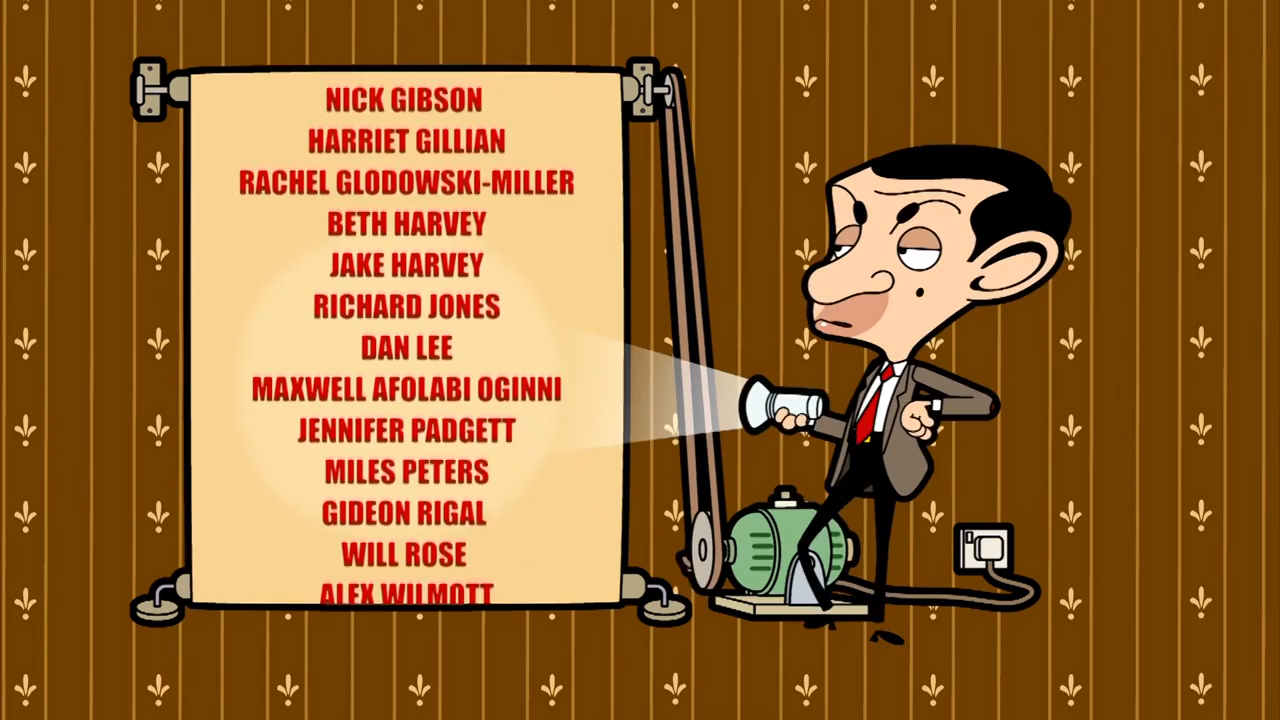 NICK GIBSON
HARRIET GILLIAN
RACHEL GLODOWSKI-MILLER
BETH HARVEY
JAKE HARVEY
RICHARD JONES
DAN LEE
MAXWELL AFOLABI OGINNI
JENNIFER PADGETT
MILES PETERS
GIDEON RIGAL
WILL ROSE
ALEX WILMOTT